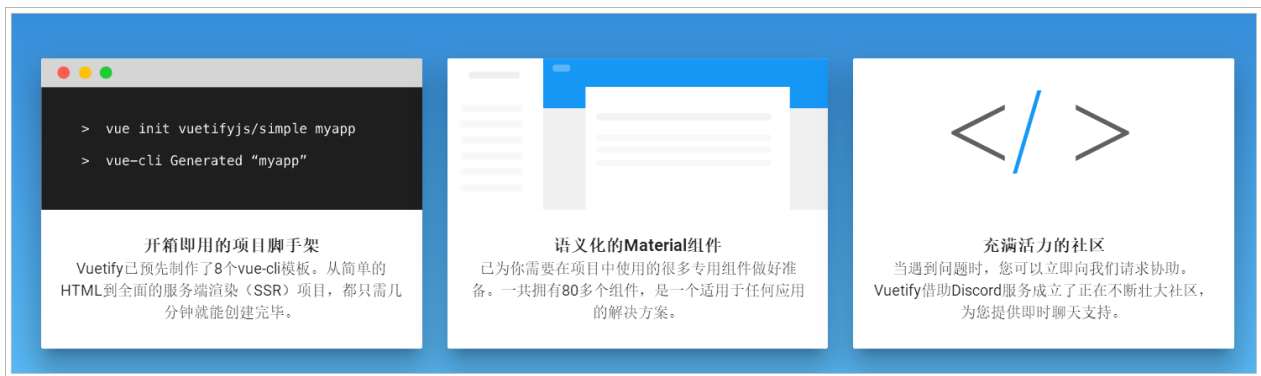 > vue init vuetifyjs/simple myapp
> vue-cli Generated “myapp”
开箱即用的项目脚手架
Vuetify已预先制作了8个vue-cli模板。从简单的
HTML到全面的服务端渲染（SSR）项目，都只需几
分钟就能创建完毕。
语义化的Material组件
已为你需要在项目中使用的很多专用组件做好准
备。一共拥有80多个组件，是一个适用于任何应用
的解决方案。
</>
充满活力的社区
当遇到问题时，您可以立即向我们请求协助。
Vuetify借助Discord服务成立了正在不断壮大社区，
为您提供即时聊天支持。